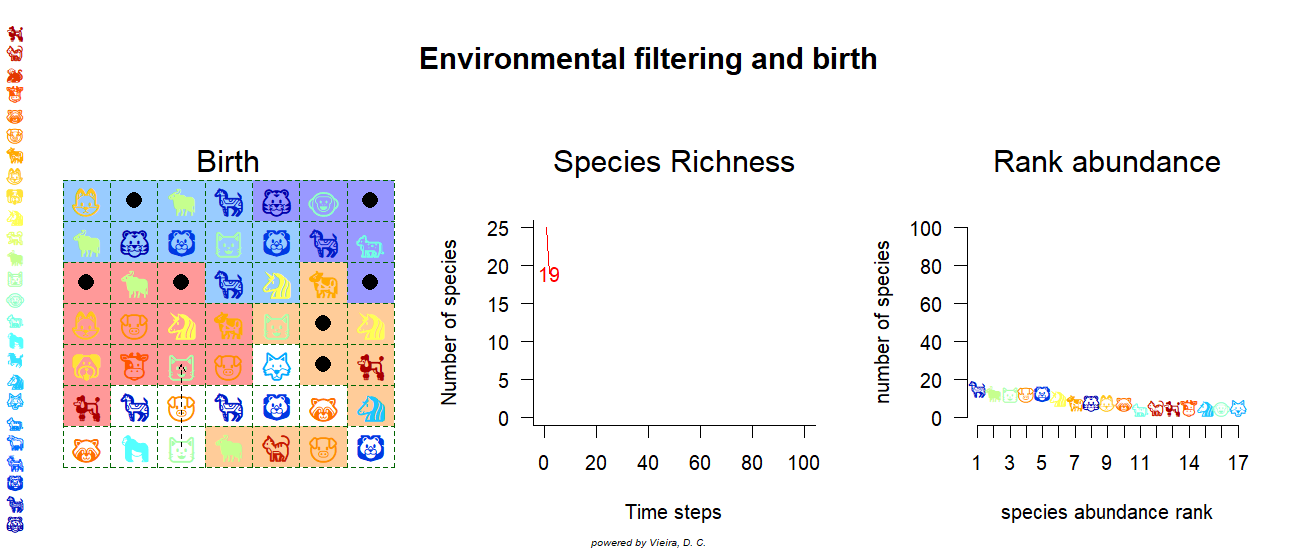 Environmental filtering and birth
Birth
Species Richness
Rank abundance
Number of species
25
20
15
10
5
0
19
0 20 40 60 80 100
Time steps
number of species
100
80
60
40
20
0
1 3 5 7 9 11 14 17
species abundance rank
powered by Vieira, D. C.